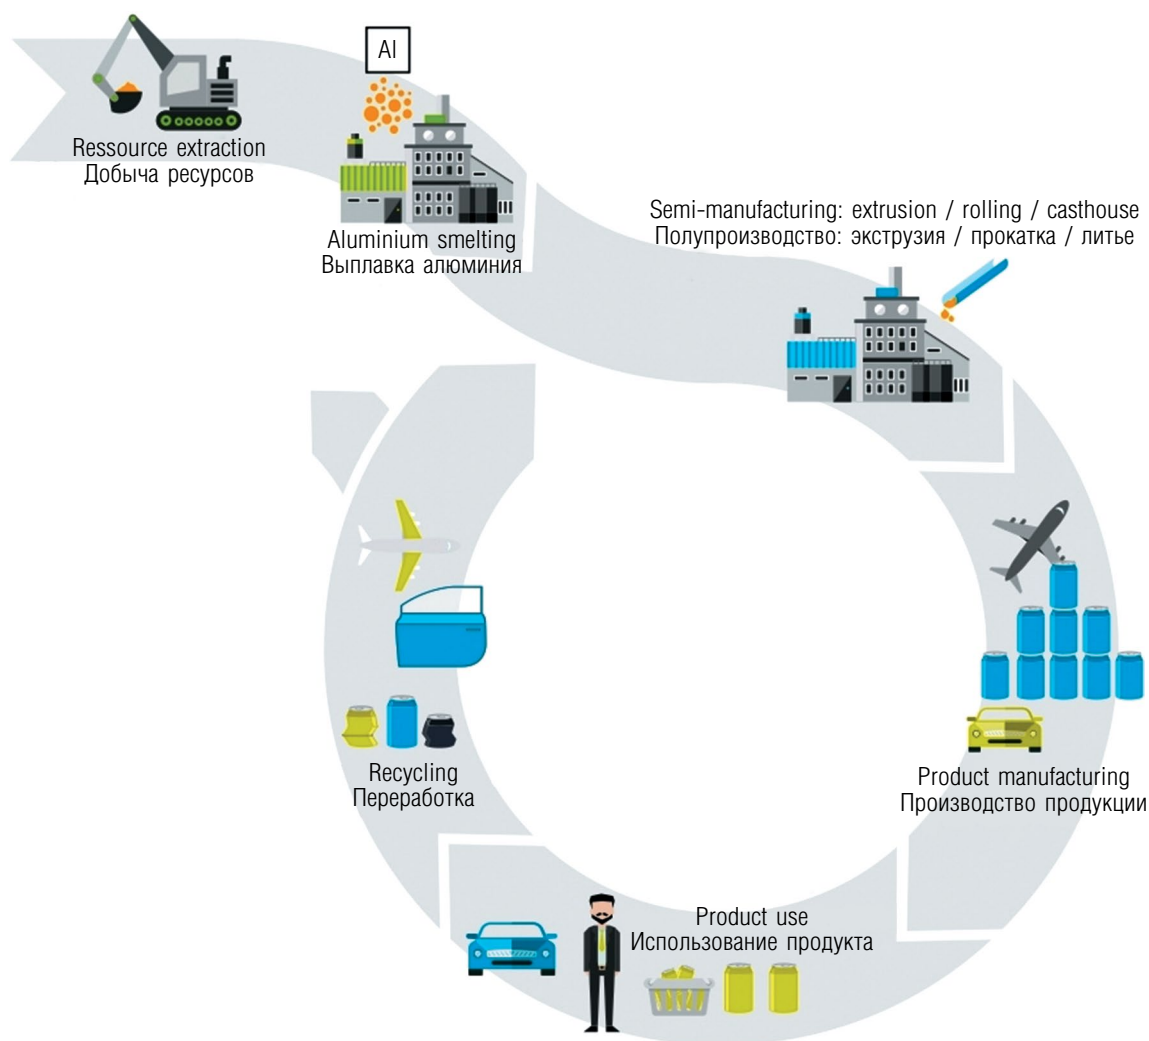 Al
Ressource extraction
Добыча ресурсов
Aluminium smelting
Выплавка алюминия
Semi-manufacturing: extrusion / rolling / casthouse
Полупроизводство: экструзия / прокатка / литье
Product manufacturing
Производство продукции
Product use
Использование продукта
Recycling
Переработка